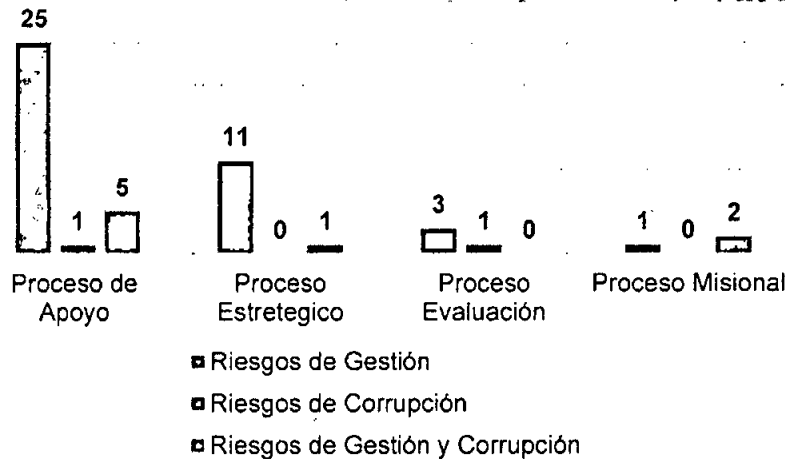 25
11
5
3
2
1
1
1
1
0
0
0
Proceso de Apoyo
Proceso Estretegico
Proceso Evaluación
Proceso Misional
Riesgos de Gestión
Riesgos de Corrupción
Riesgos de Gestión y Corrupción